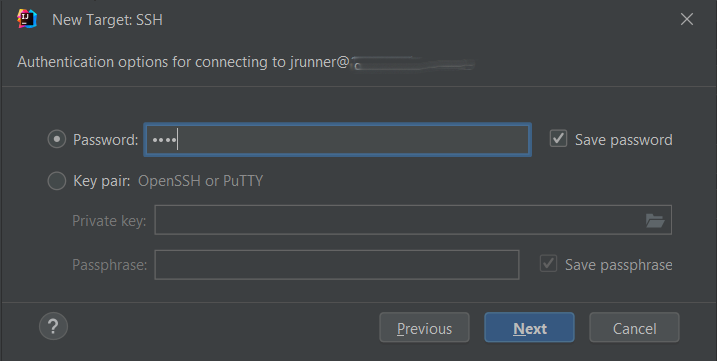 New Target: SSH
Authentication options for connecting to jrunner@
Password: •••• Save password
Key pair: OpenSSH or PuTTY
Private key:
Passphrase: Save passphrase
? Previous Next Cancel